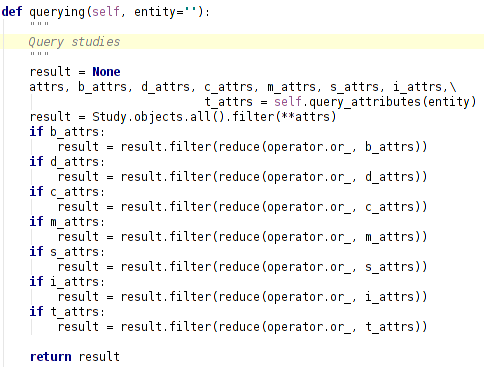 def querying(self, entity=''):
    """
    Query studies
    """
    result = None
    attrs, b_attrs, d_attrs, c_attrs, m_attrs, s_attrs, i_attrs,\
                             t_attrs = self.query_attributes(entity)
    result = Study.objects.all().filter(**attrs)
    if b_attrs:
        result = result.filter(reduce(operator.or_, b_attrs))
    if d_attrs:
        result = result.filter(reduce(operator.or_, d_attrs))
    if c_attrs:
        result = result.filter(reduce(operator.or_, c_attrs))
    if m_attrs:
        result = result.filter(reduce(operator.or_, m_attrs))
    if s_attrs:
        result = result.filter(reduce(operator.or_, s_attrs))
    if i_attrs:
        result = result.filter(reduce(operator.or_, i_attrs))
    if t_attrs:
        result = result.filter(reduce(operator.or_, t_attrs))
    return result